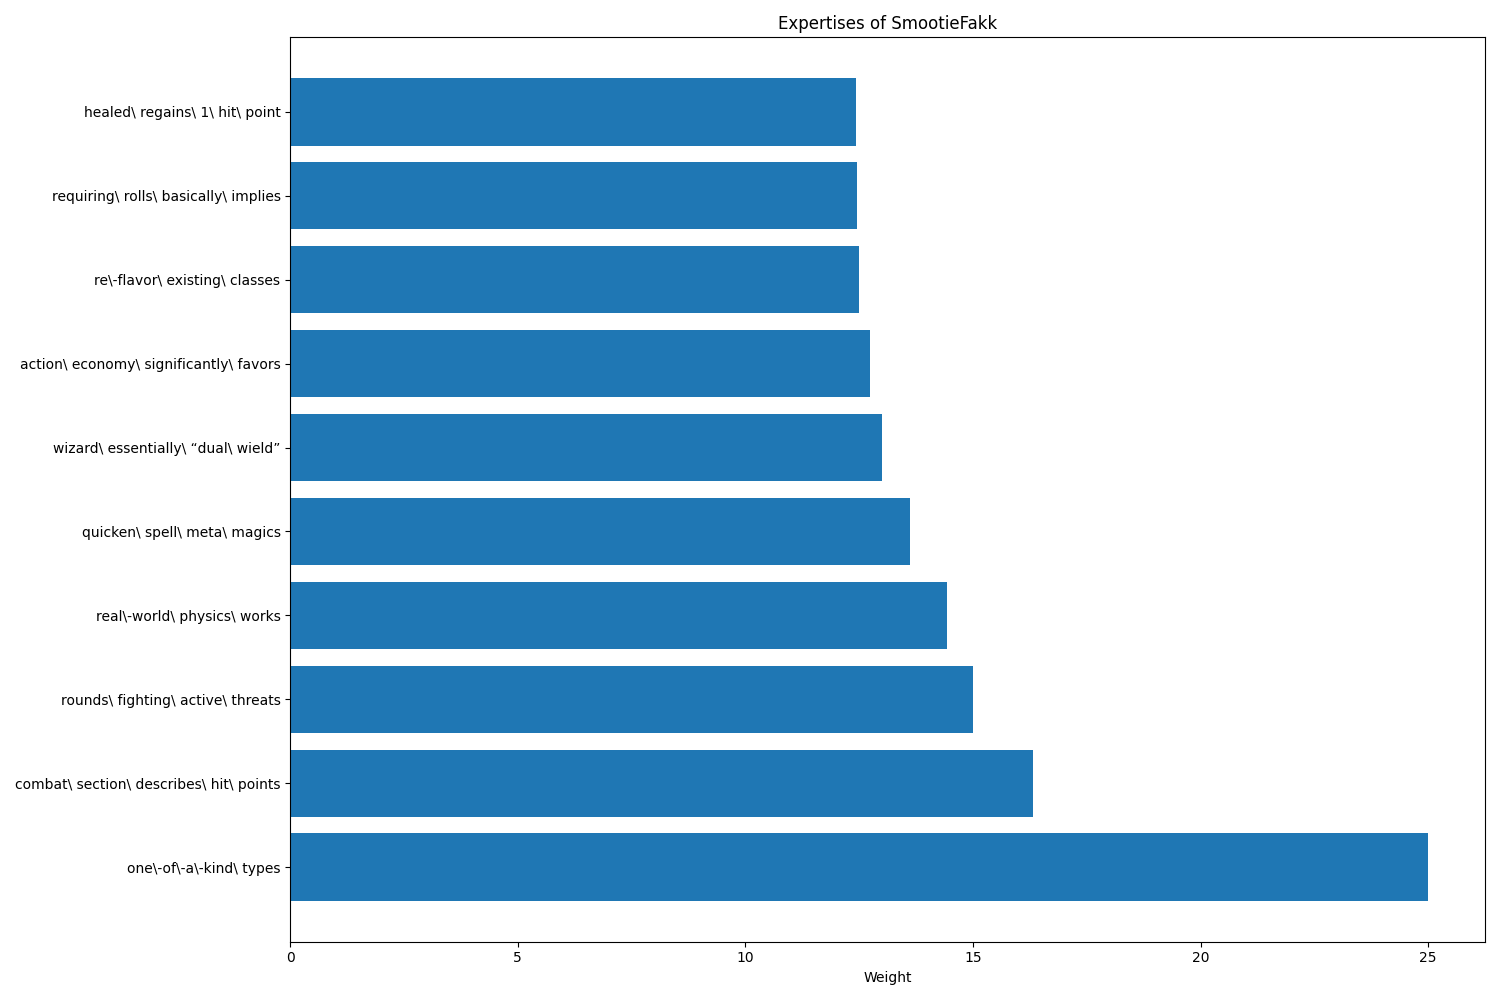 Expertises of SmootieFakk
healed\ regains\ 1\ hit\ point
requiring\ rolls\ basically\ implies
re\-flavor\ existing\ classes
action\ economy\ significantly\ favors
wizard\ essentially\ “dual\ wield”
quicken\ spell\ meta\ magics
real\-world\ physics\ works
rounds\ fighting\ active\ threats
combat\ section\ describes\ hit\ points
one\-of\-a\-kind\ types
0 5 10 15 20 25
Weight